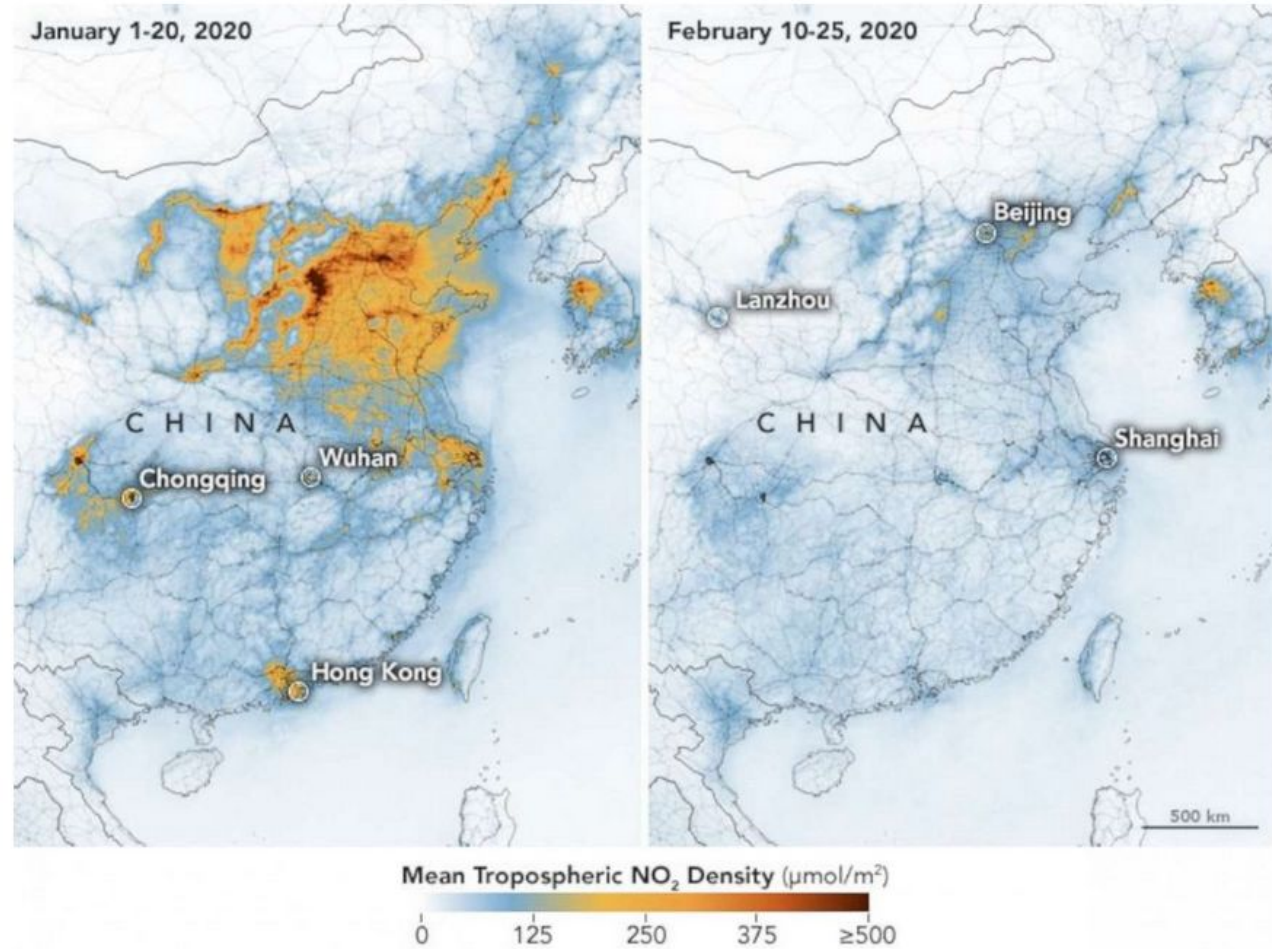 January 1-20, 2020
CHINA
Wuhan
Chongqing
Hong Kong
February 10-25, 2020
Beijing
Lanzhou
CHINA
Shanghai
500 km
Mean Tropospheric NO₂ Density (μmol/m²)
0 125 250 375 ≥500